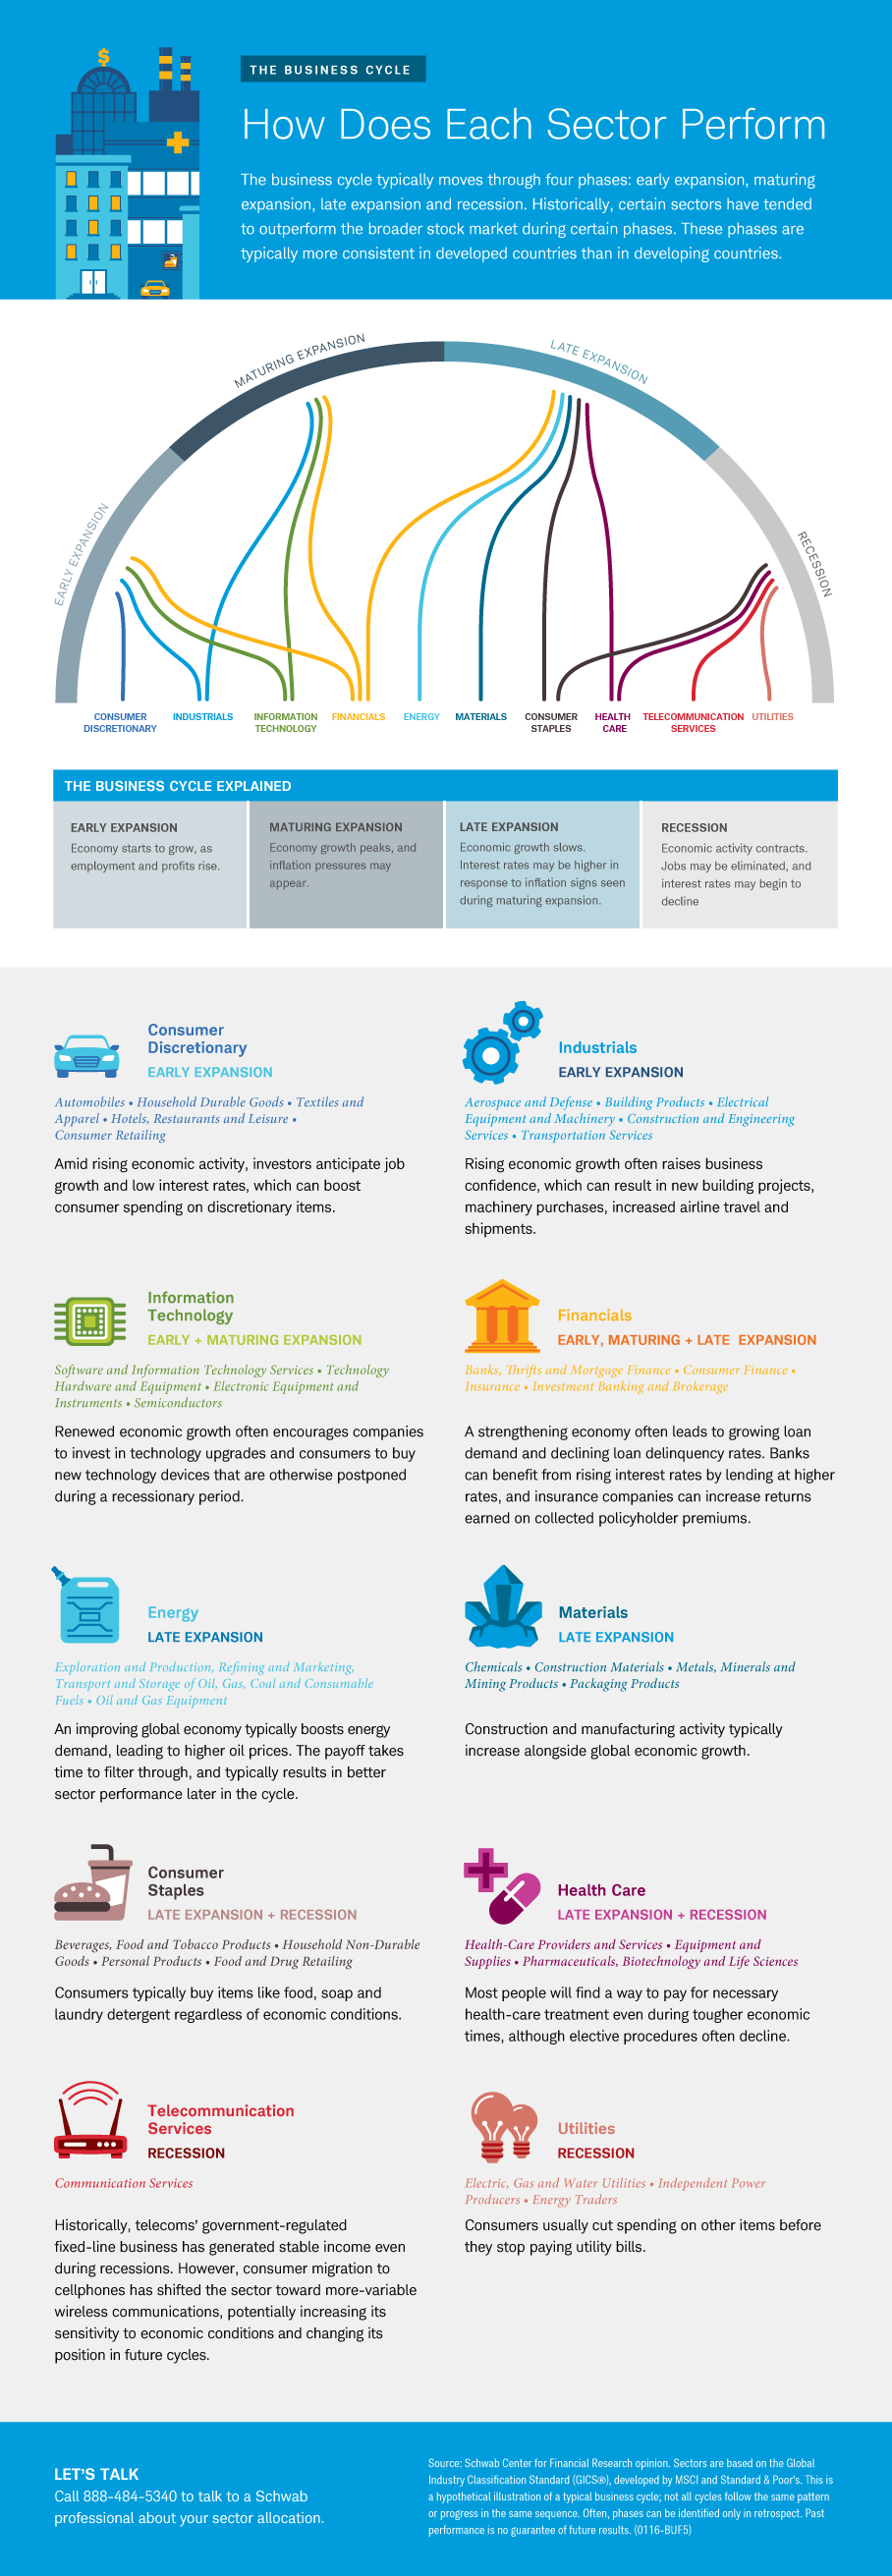 $
THE BUSINESS CYCLE
How Does Each Sector Perform
The business cycle typically moves through four phases: early expansion, maturing
expansion, late expansion and recession. Historically, certain sectors have tended
to outperform the broader stock market during certain phases. These phases are
typically more consistent in developed countries than in developing countries.
EARLY EXPANSION
MATURING EXPANSION
LATE EXPANSION
RECESSION
CONSUMER
DISCRETIONARY
INDUSTRIALS
INFORMATION
TECHNOLOGY
FINANCIALS
ENERGY
MATERIALS
CONSUMER
STAPLES
HEALTH
CARE
TELECOMMUNICATION
SERVICES
UTILITIES
THE BUSINESS CYCLE EXPLAINED
EARLY EXPANSION
Economy starts to grow, as
employment and profits rise.
MATURING EXPANSION
Economy growth peaks, and
inflation pressures may
appear.
LATE EXPANSION
Economic growth slows.
Interest rates may be higher in
response to inflation signs seen
during maturing expansion.
RECESSION
Economic activity contracts.
Jobs may be eliminated, and
interest rates may begin to
decline
Consumer
Discretionary
EARLY EXPANSION
Automobiles • Household Durable Goods • Textiles and
Apparel • Hotels, Restaurants and Leisure •
Consumer Retailing
Amid rising economic activity, investors anticipate job
growth and low interest rates, which can boost
consumer spending on discretionary items.
Industrials
EARLY EXPANSION
Aerospace and Defense • Building Products • Electrical
Equipment and Machinery • Construction and Engineering
Services • Transportation Services
Rising economic growth often raises business
confidence, which can result in new building projects,
machinery purchases, increased airline travel and
shipments.
Information
Technology
EARLY + MATURING EXPANSION
Software and Information Technology Services • Technology
Hardware and Equipment • Electronic Equipment and
Instruments • Semiconductors
Renewed economic growth often encourages companies
to invest in technology upgrades and consumers to buy
new technology devices that are otherwise postponed
during a recessionary period.
Financials
EARLY, MATURING + LATE EXPANSION
Banks, Thrifts and Mortgage Finance • Consumer Finance •
Insurance • Investment Banking and Brokerage
A strengthening economy often leads to growing loan
demand and declining loan delinquency rates. Banks
can benefit from rising interest rates by lending at higher
rates, and insurance companies can increase returns
earned on collected policyholder premiums.
Energy
LATE EXPANSION
Exploration and Production, Refining and Marketing,
Transport and Storage of Oil, Gas, Coal and Consumable
Fuels • Oil and Gas Equipment
An improving global economy typically boosts energy
demand, leading to higher oil prices. The payoff takes
time to filter through, and typically results in better
sector performance later in the cycle.
Materials
LATE EXPANSION
Chemicals • Construction Materials • Metals, Minerals and
Mining Products • Packaging Products
Construction and manufacturing activity typically
increase alongside global economic growth.
Consumer
Staples
LATE EXPANSION + RECESSION
Beverages, Food and Tobacco Products • Household Non-Durable
Goods • Personal Products • Food and Drug Retailing
Consumers typically buy items like food, soap and
laundry detergent regardless of economic conditions.
Health Care
LATE EXPANSION + RECESSION
Health-Care Providers and Services • Equipment and
Supplies • Pharmaceuticals, Biotechnology and Life Sciences
Most people will find a way to pay for necessary
health-care treatment even during tougher economic
times, although elective procedures often decline.
Telecommunication
Services
RECESSION
Communication Services
Historically, telecoms' government-regulated
fixed-line business has generated stable income even
during recessions. However, consumer migration to
cellphones has shifted the sector toward more-variable
wireless communications, potentially increasing its
sensitivity to economic conditions and changing its
position in future cycles.
Utilities
RECESSION
Electric, Gas and Water Utilities • Independent Power
Producers • Energy Traders
Consumers usually cut spending on other items before
they stop paying utility bills.
LET'S TALK
Call 888-484-5340 to talk to a Schwab
professional about your sector allocation.
Source: Schwab Center for Financial Research opinion. Sectors are based on the Global
Industry Classification Standard (GICS®), developed by MSCI and Standard & Poor's. This is
a hypothetical illustration of a typical business cycle; not all cycles follow the same pattern
or progress in the same sequence. Often, phases can be identified only in retrospect. Past
performance is no guarantee of future results. (0116-BUF5)